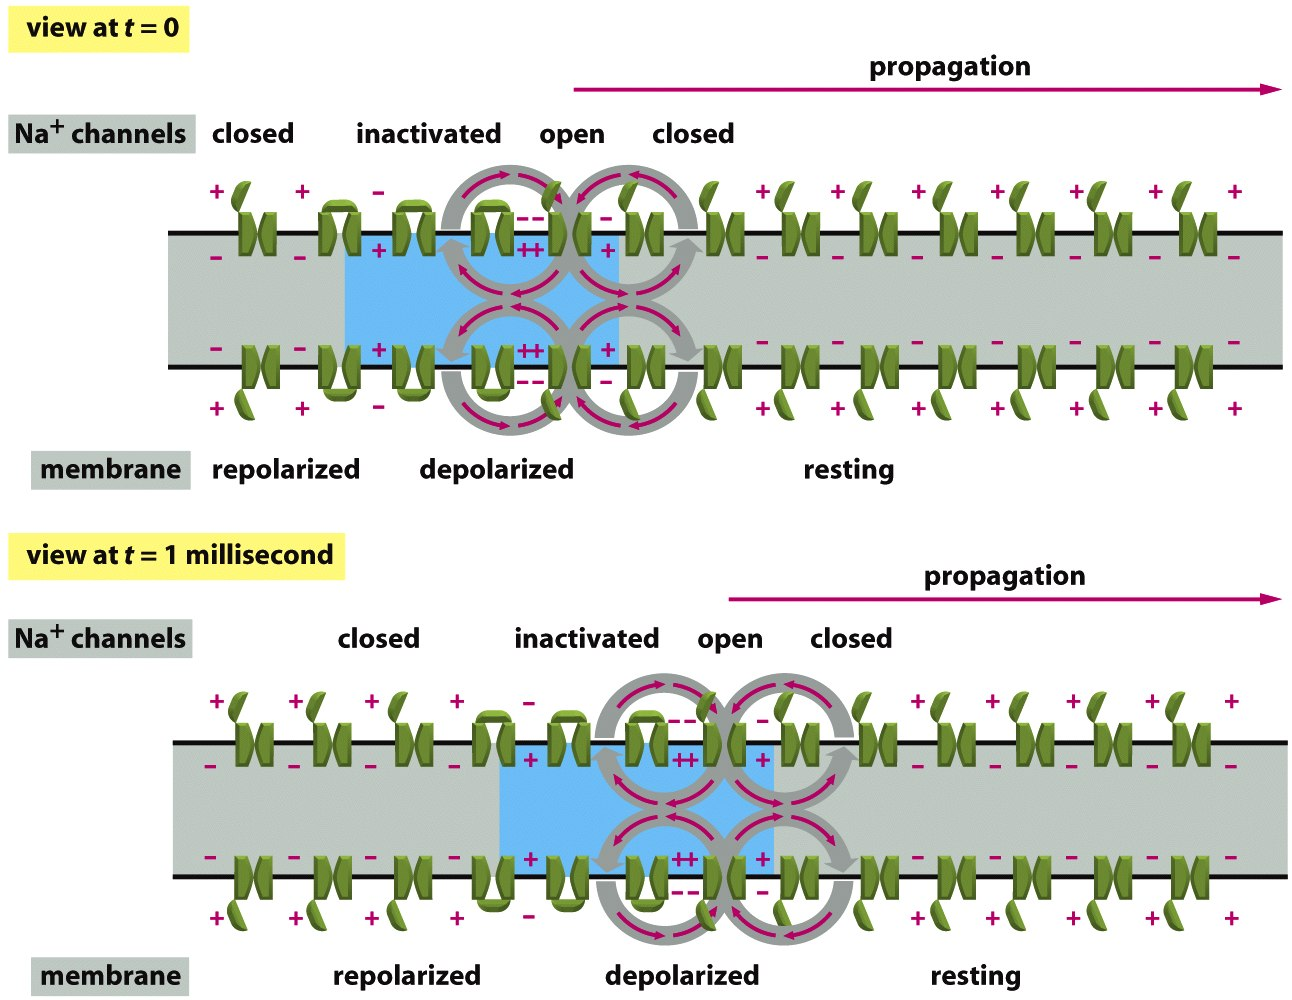 view at t = 0
propagation
Na+ channels closed inactivated open closed
+ + - + + + + + + +
- - + -- ++ - + - - - - - - -
- - + ++ + - - - - - - -
+ + - -- - + + + + + + +
membrane repolarized depolarized resting
view at t = 1 millisecond
propagation
Na+ channels closed inactivated open closed
+ + + + - -- - + + + + +
- - - - + ++ + - - - - -
- - - - + ++ + - - - - -
+ + + + - -- - + + + + +
membrane repolarized depolarized resting